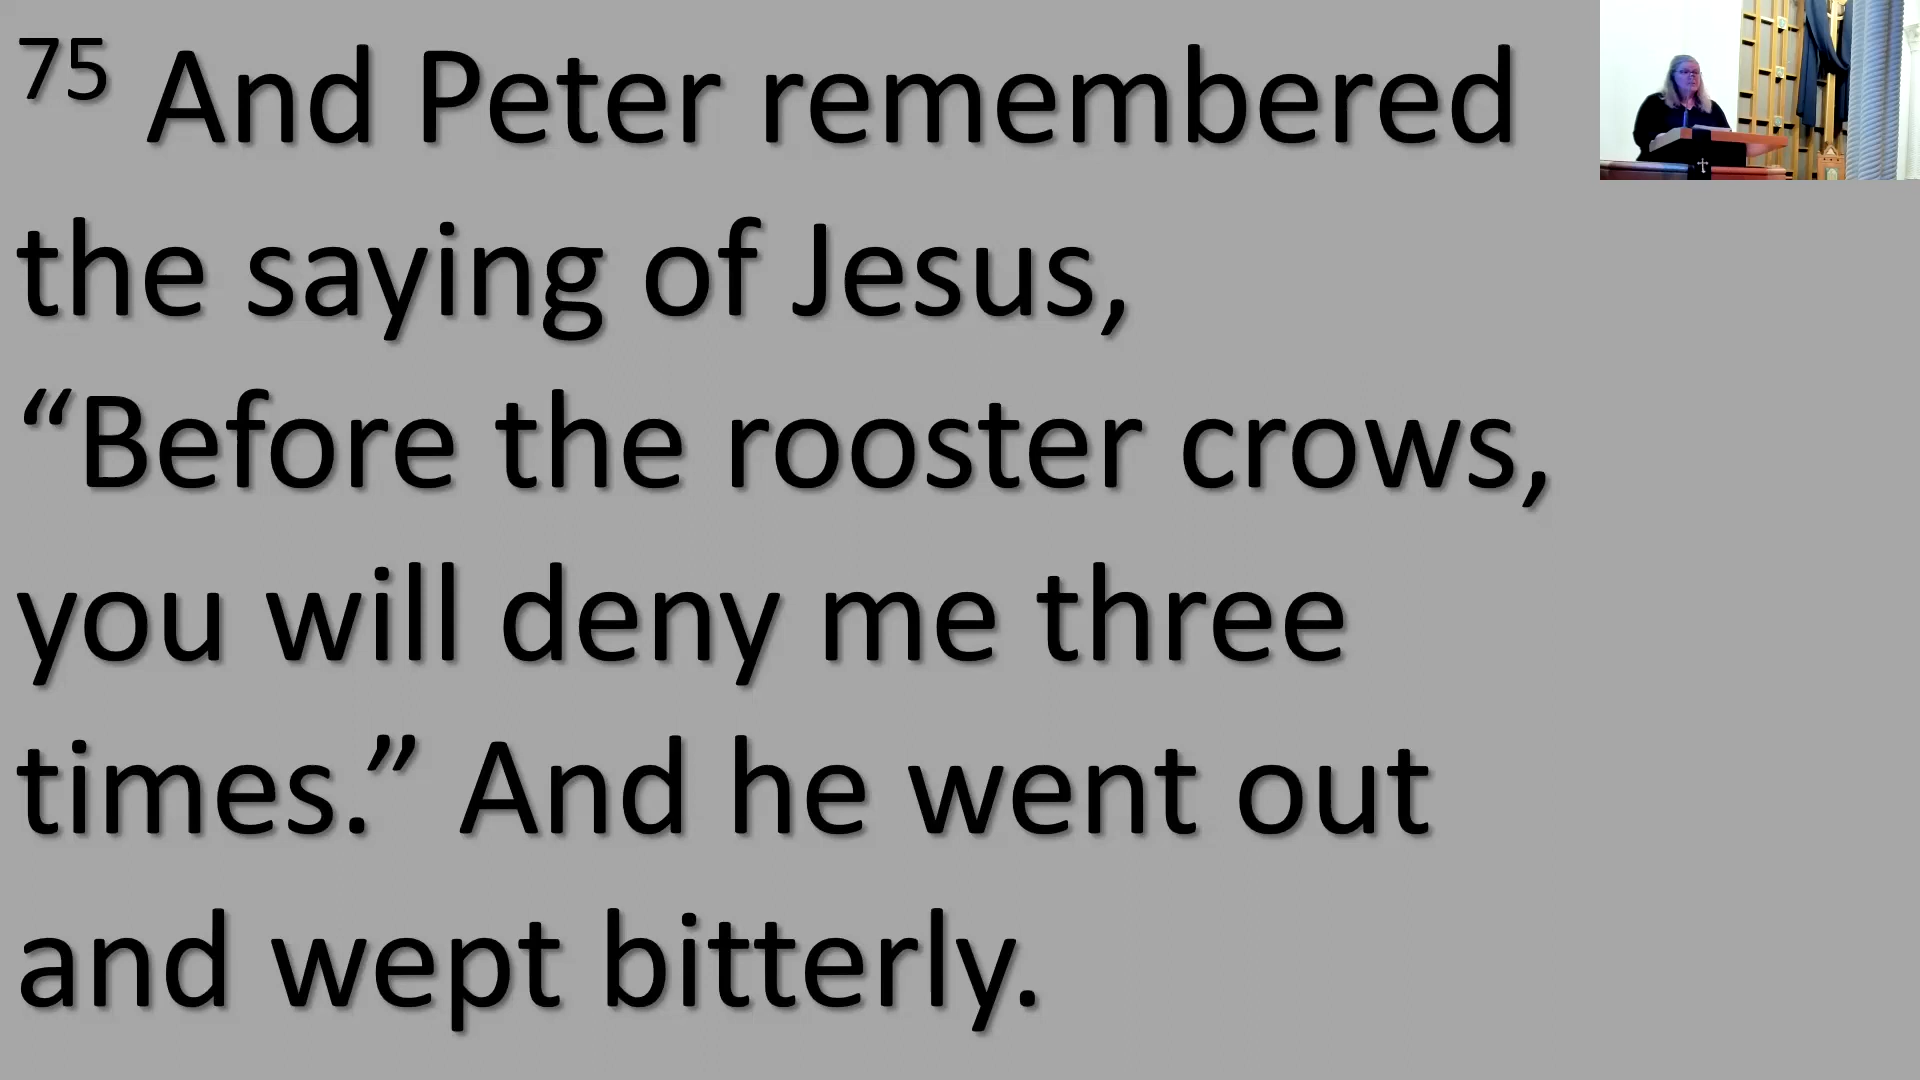 75 And Peter remembered
the saying of Jesus,
“Before the rooster crows,
you will deny me three
times.” And he went out
and wept bitterly.